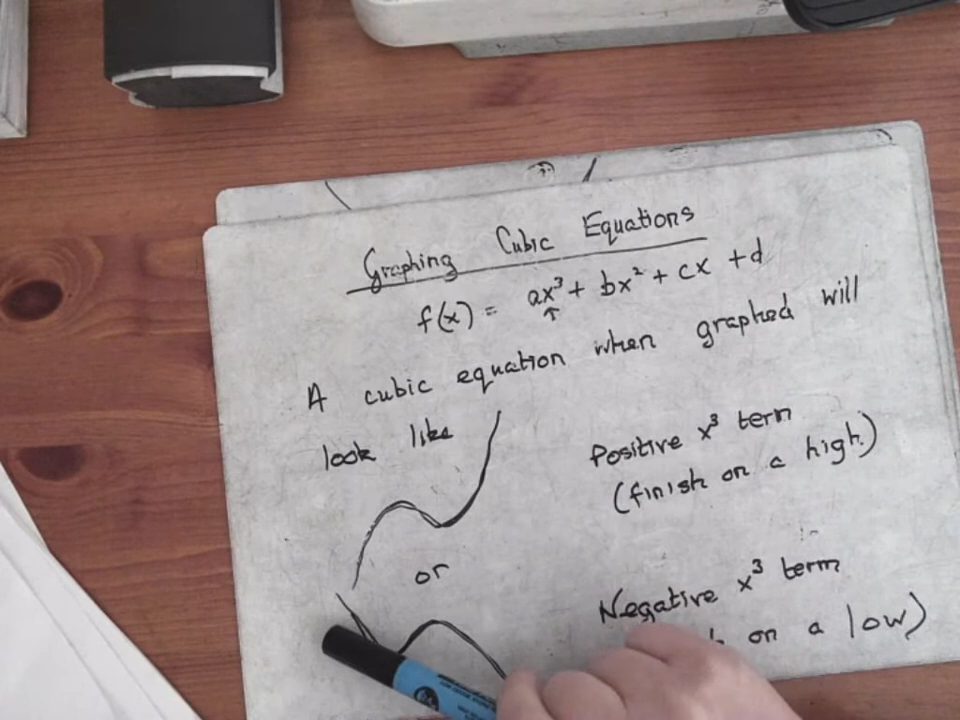 Graphing Cubic Equations
f(x) = ax³ + bx² + cx + d
↑
A cubic equation when graphed will
look like
Positive x³ term
(finish on a high)
or
Negative x³ term
on a low)